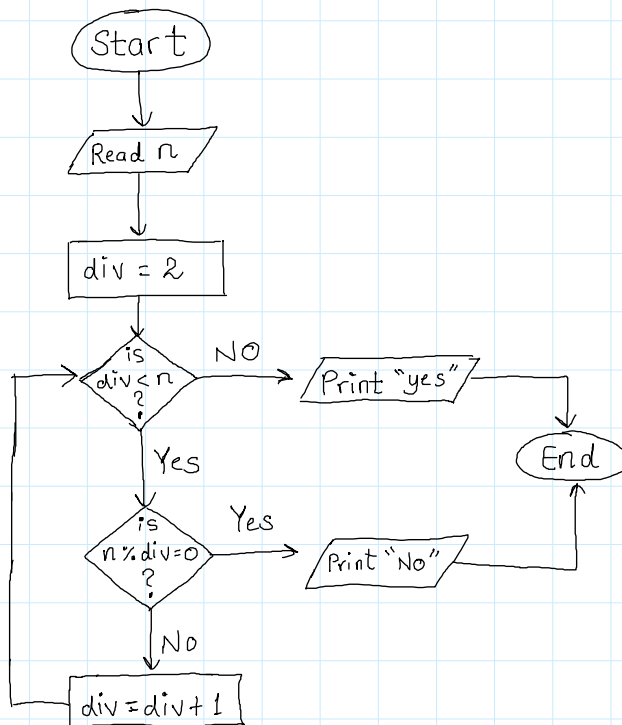 Start
Read n
div = 2
is
div < n
?
NO
Print "yes"
End
Yes
is
n % div=0
?
Yes
Print "No"
No
div = div + 1